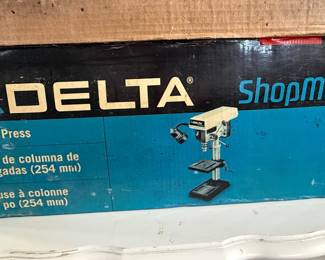 DELTA® ShopM
Press
de columna de
gadas (254 mm)
use à colonne
po (254 mm)